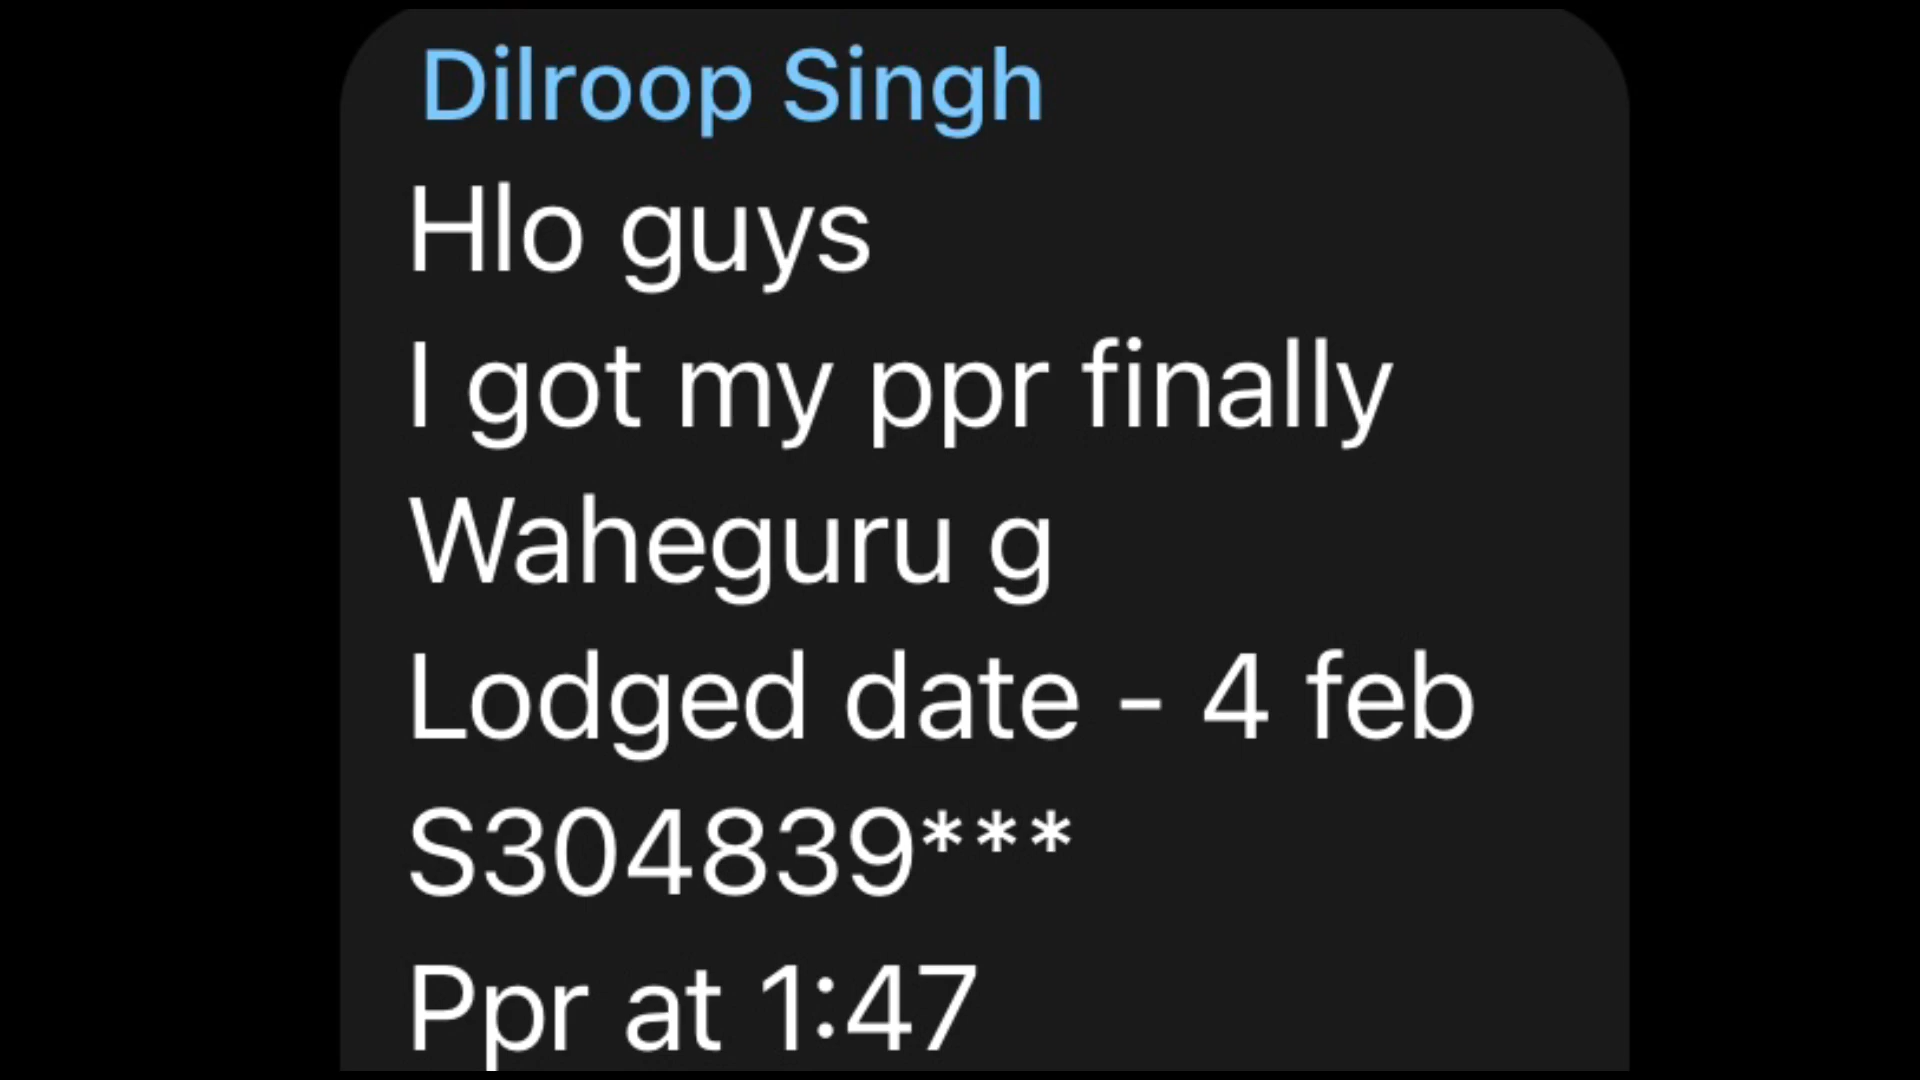 Dilroop Singh
Hlo guys
I got my ppr finally
Waheguru g
Lodged date - 4 feb
S304839***
Ppr at 1:47